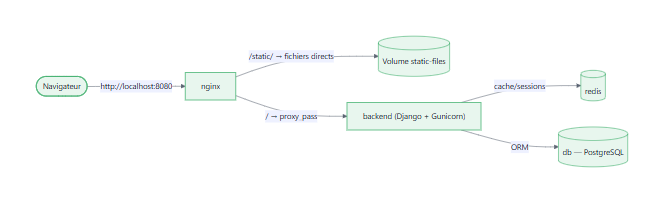 Navigateur
http://localhost:8080
nginx
/static/ → fichiers directs
Volume static-files
/ → proxy_pass
backend (Django + Gunicorn)
cache/sessions
redis
ORM
db — PostgreSQL